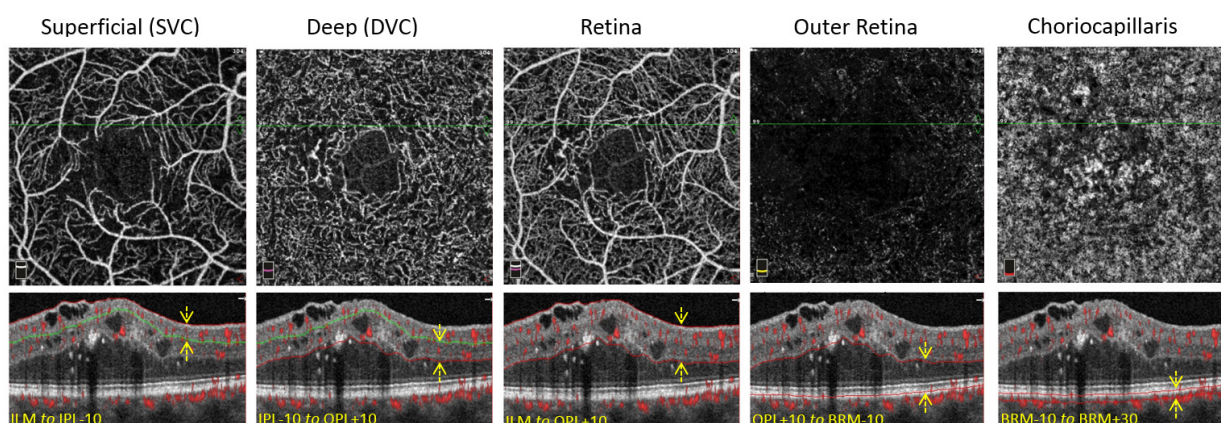 Superficial (SVC)
Deep (DVC)
Retina
Outer Retina
Choriocapillaris
ILM to IPL-10
IPL-10 to OPL+10
ILM to OPL+10
OPL+10 to BRM-10
BRM-10 to BRM+30